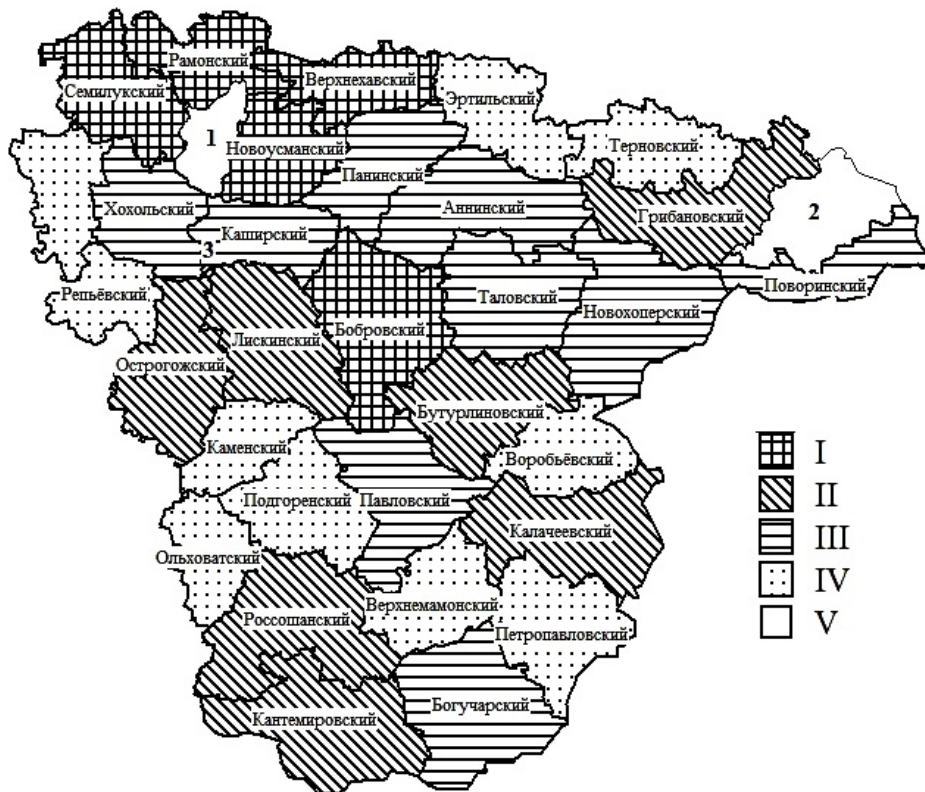 Рамонский
Верхнехавский
Семилукский
Эртильский
1
Новоусманский
Терновский
Панинский
Хохольский
Аннинский
Грибановский
2
Каширский
3
Репьёвский
Таловский
Поворинский
Новохоперский
Бобровский
Лискинский
Острогожский
Бутурлиновский
Каменский
Воробьёвский
I
Подгоренский
Павловский
II
Калачеевский
III
Ольховатский
IV
Верхнемамонский
Россошанский
V
Петропавловский
Богучарский
Кантемировский